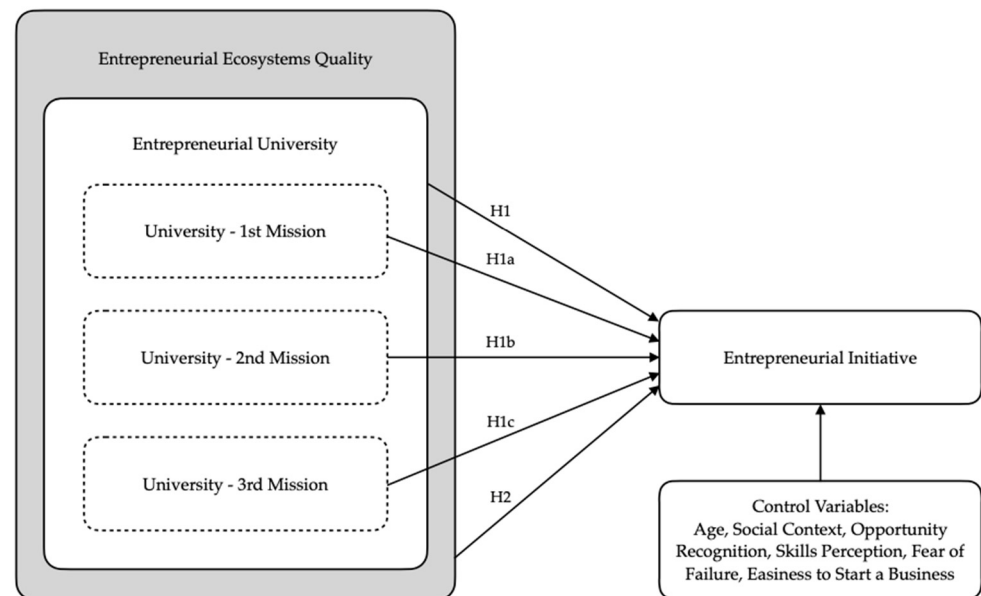 Entrepreneurial Ecosystems Quality
Entrepreneurial University
University - 1st Mission
University - 2nd Mission
University - 3rd Mission
H1
H1a
H1b
H1c
H2
Entrepreneurial Initiative
Control Variables:
Age, Social Context, Opportunity
Recognition, Skills Perception, Fear of
Failure, Easiness to Start a Business